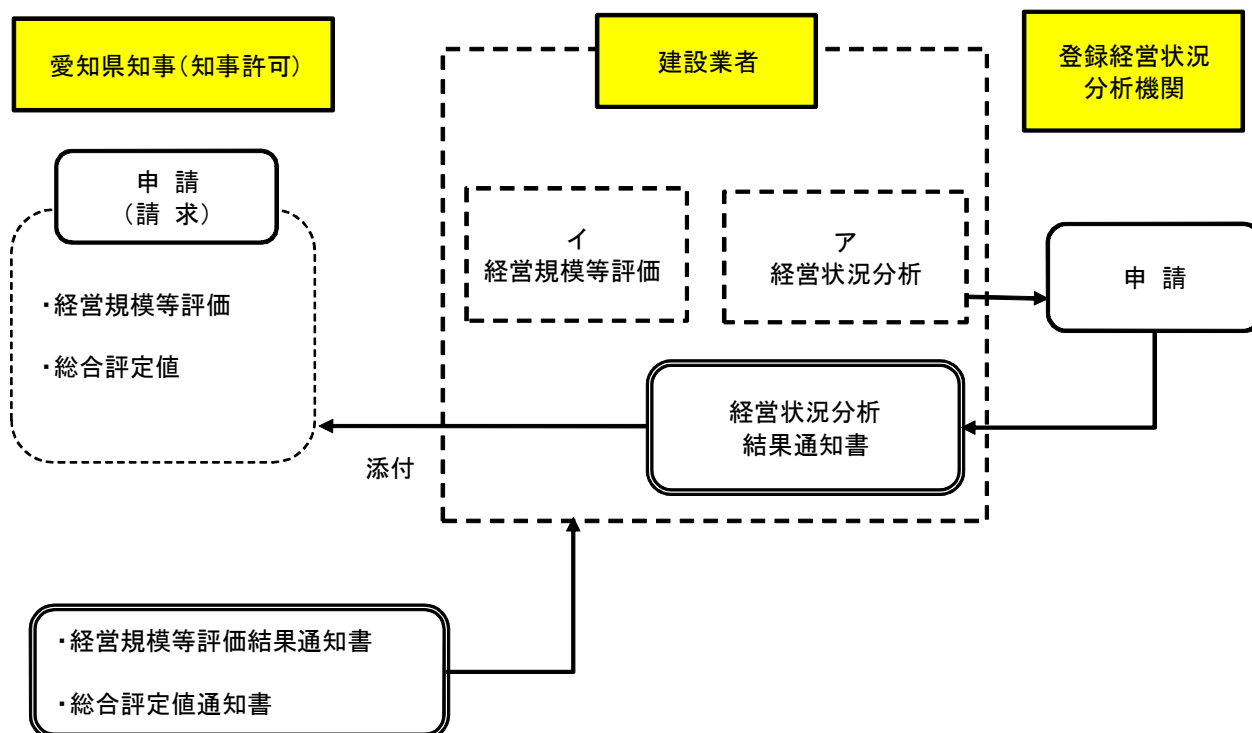 愛知県知事(知事許可)
建設業者
登録経営状況
分析機関
申 請
(請 求)
・経営規模等評価
・総合評定値
イ
経営規模等評価
ア
経営状況分析
申 請
経営状況分析
結果通知書
添付
・経営規模等評価結果通知書
・総合評定値通知書